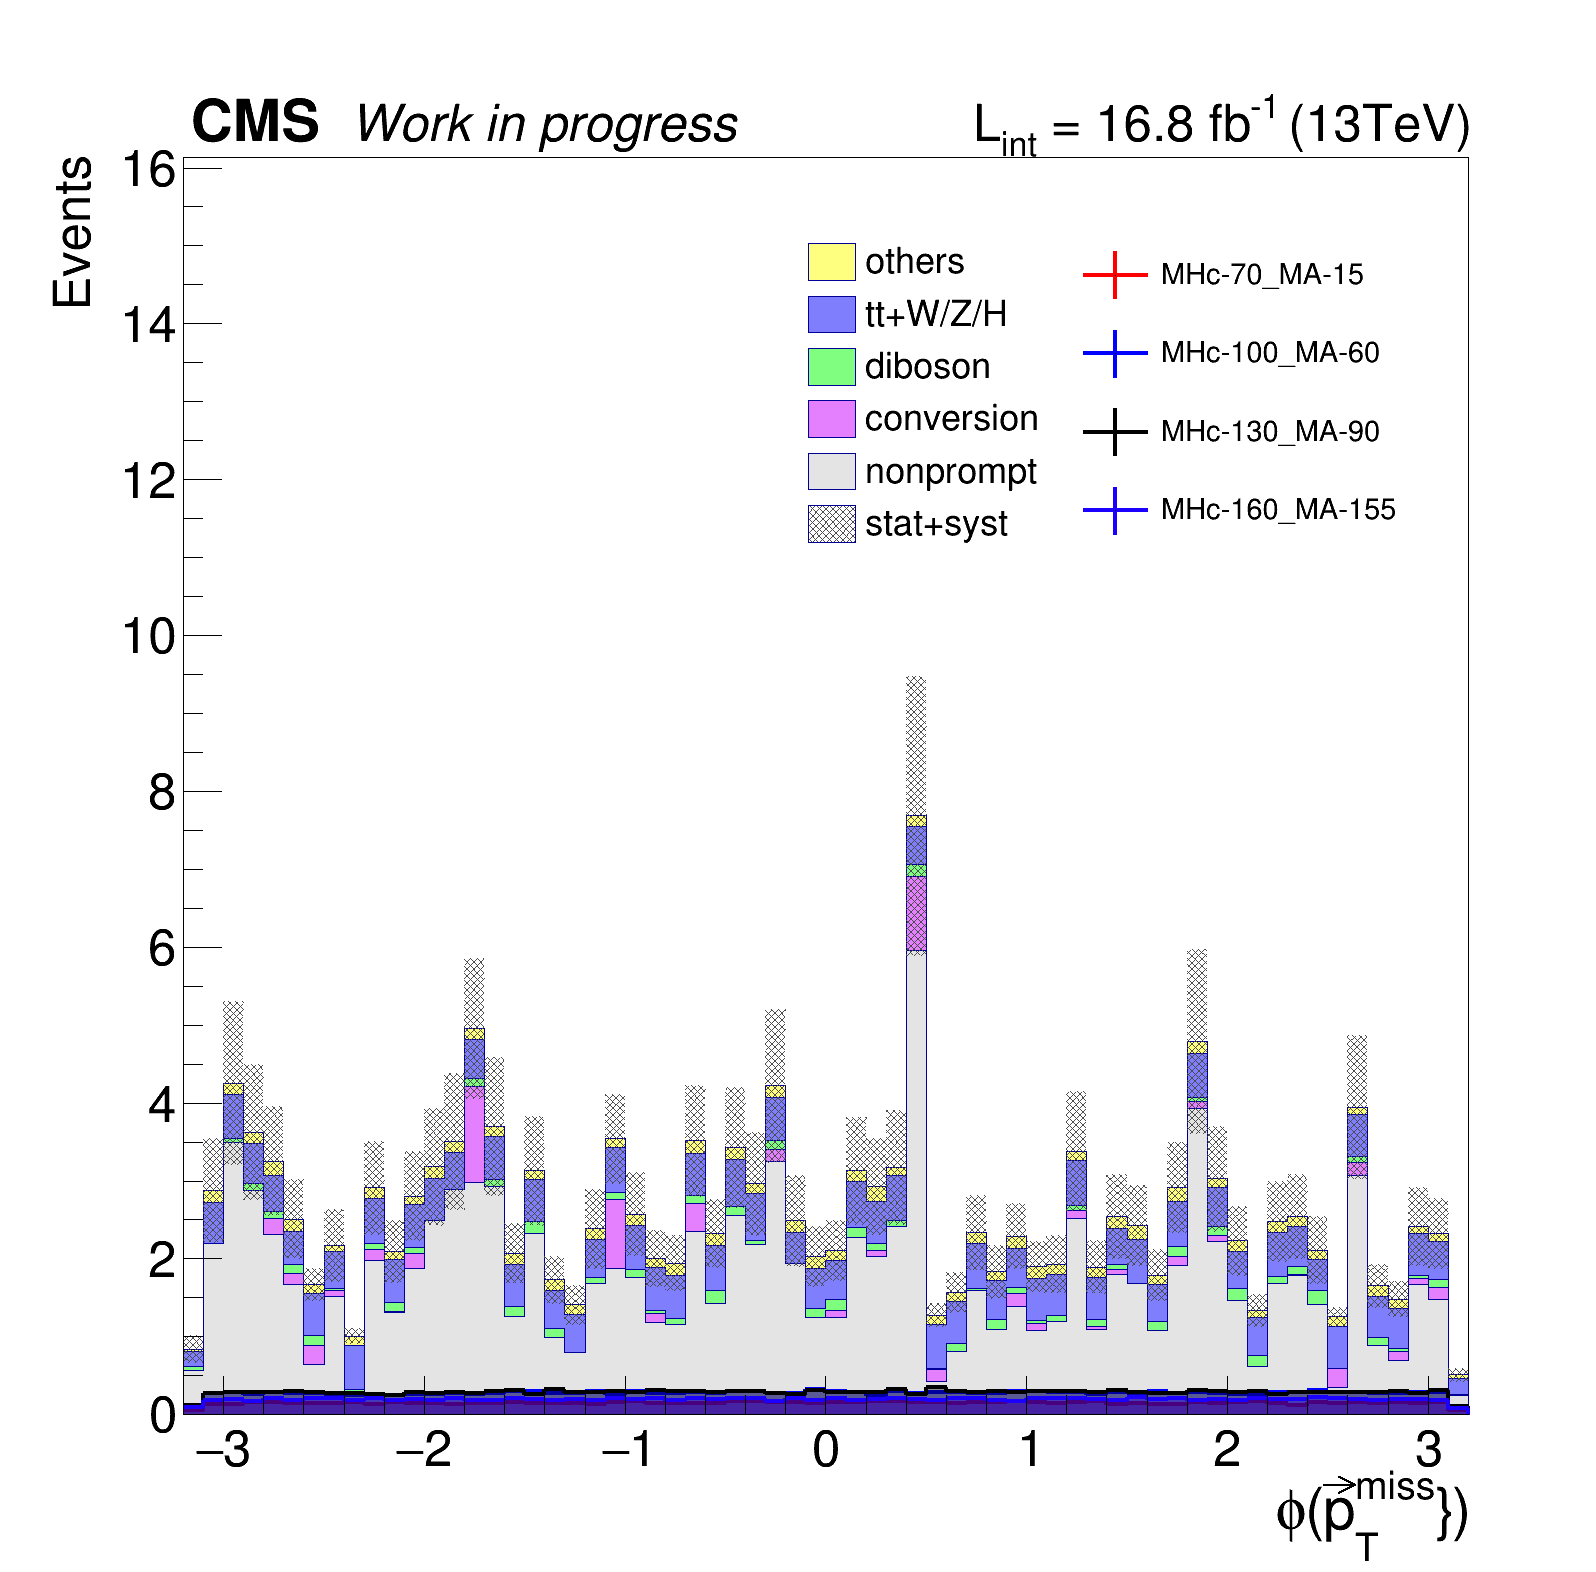 CMS Work in progress
L_int = 16.8 fb^-1 (13TeV)
Events
16
14
12
10
8
6
4
2
0
others
tt+W/Z/H
diboson
conversion
nonprompt
stat+syst
MHc-70_MA-15
MHc-100_MA-60
MHc-130_MA-90
MHc-160_MA-155
−3 −2 −1 0 1 2 3
ϕ(p⃗_T^miss})